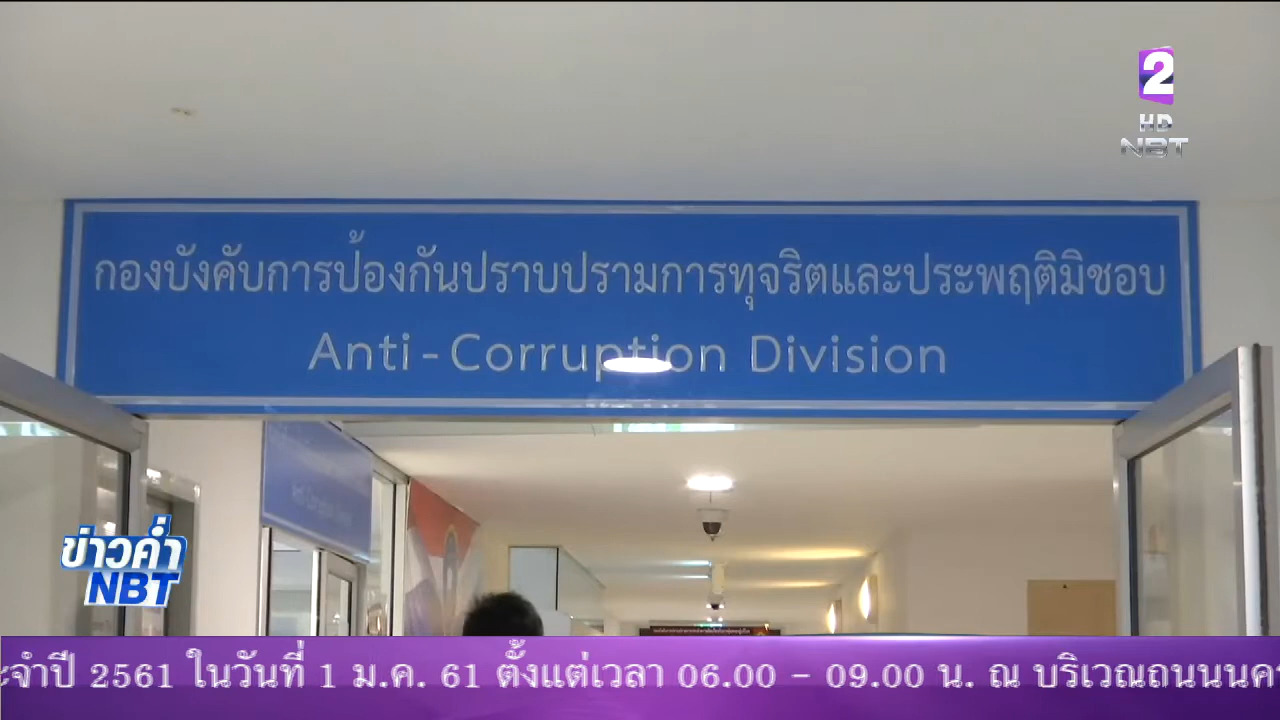 2
HD
NBT
กองบังคับการป้องกันปราบปรามการทุจริตและประพฤติมิชอบ
Anti-Corruption Division
ข่าวค่ำ
NBT
ะจำปี 2561 ในวันที่ 1 ม.ค. 61 ตั้งแต่เวลา 06.00 - 09.00 น. ณ บริเวณถนนนคร